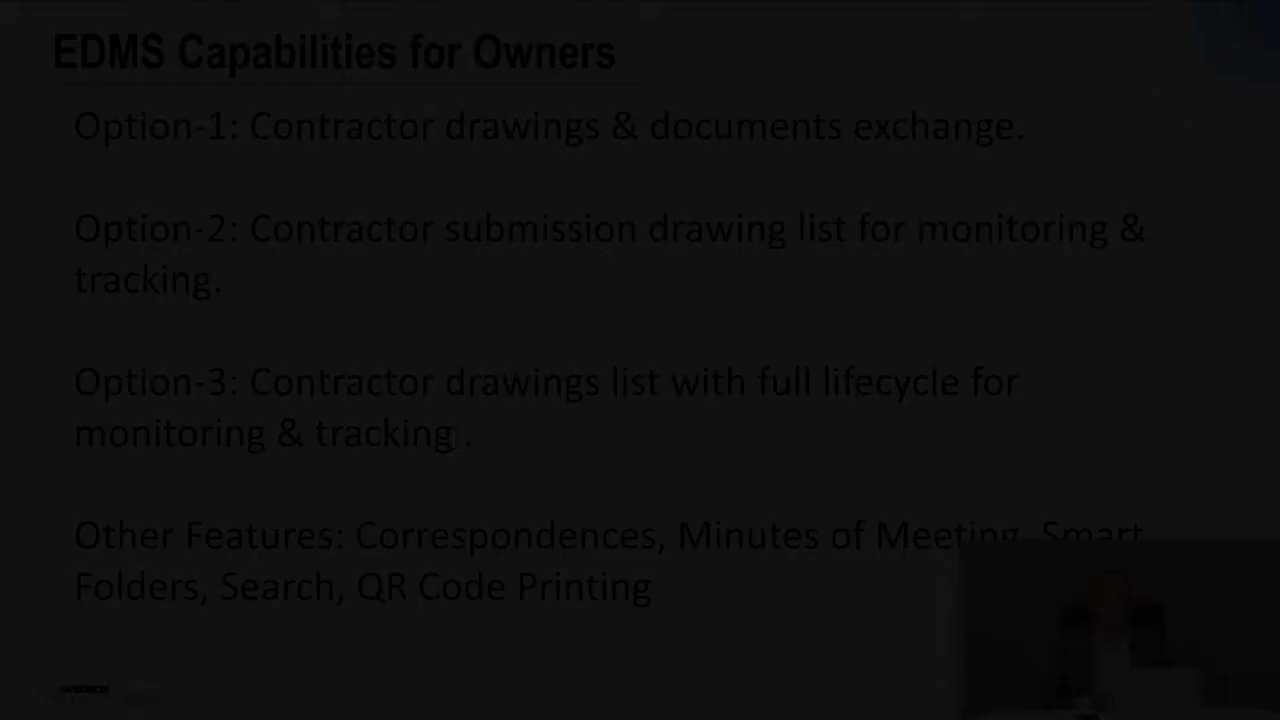 EDMS Capabilities for Owners
Option-1: Contractor drawings & documents exchange.
Option-2: Contractor submission drawing list for monitoring &
tracking.
Option-3: Contractor drawings list with full lifecycle for
monitoring & tracking .
Other Features: Correspondences, Minutes of Meeting, Smart
Folders, Search, QR Code Printing